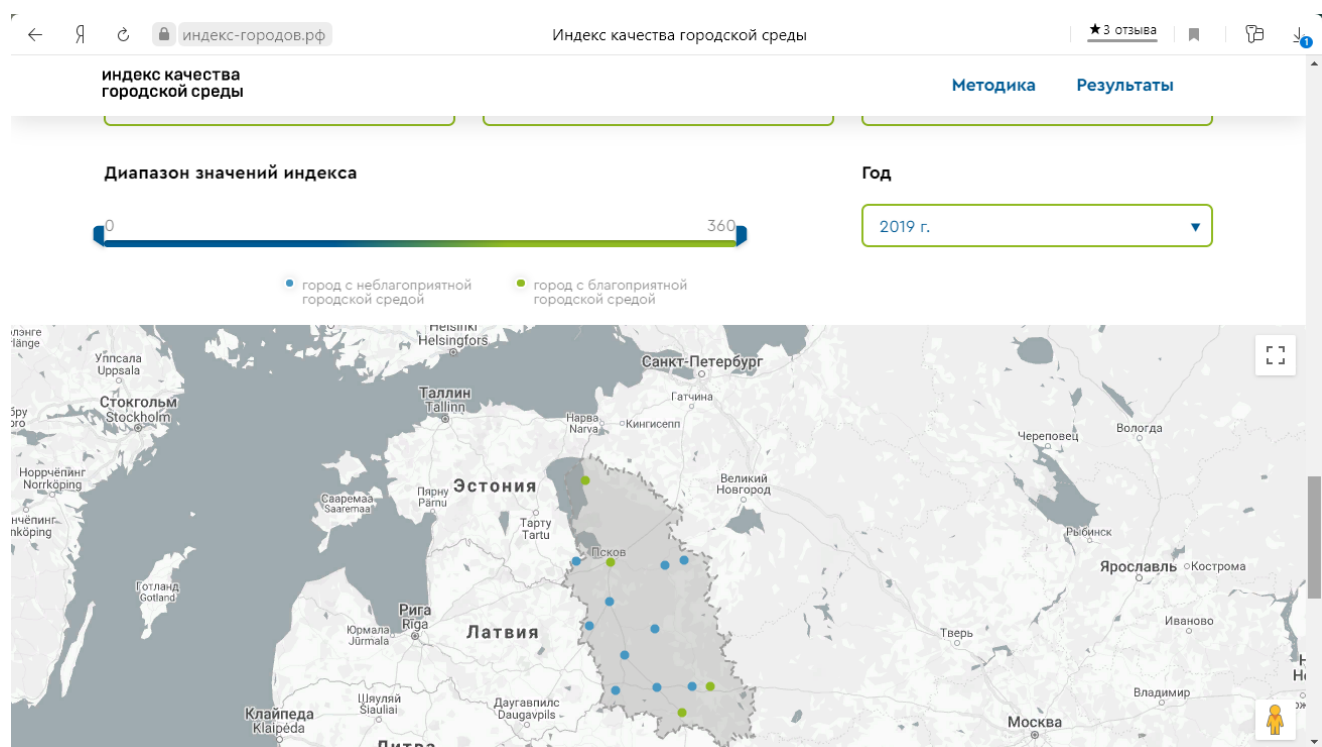 индекс-городов.рф
Индекс качества городской среды
★3 отзыва
1
индекс качества
городской среды
Методика
Результаты
Диапазон значений индекса
Год
0
360
2019 г.
город с неблагоприятной
городской средой
город с благоприятной
городской средой
Helsingfors
Уппсала
Uppsala
Санкт-Петербург
Таллин
Tallinn
Гатчина
Стокгольм
Stockholm
Нарва
Narva
Кингисепп
Череповец
Вологда
Норрчёпинг
Norrköping
Эстония
Пярну
Pärnu
Великий
Новгород
Сааремаа
Saaremaa
Тарту
Tartu
Рыбинск
Псков
Ярославль
Кострома
Готланд
Gotland
Рига
Riga
Юрмала
Jūrmala
Латвия
Иваново
Тверь
Шяуляй
Šiauliai
Даугавпилс
Daugavpils
Владимир
Клайпеда
Klaipėda
Москва
Литва